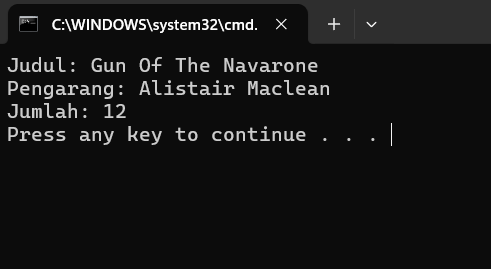 C:\WINDOWS\system32\cmd.
Judul: Gun Of The Navarone
Pengarang: Alistair Maclean
Jumlah: 12
Press any key to continue . . .